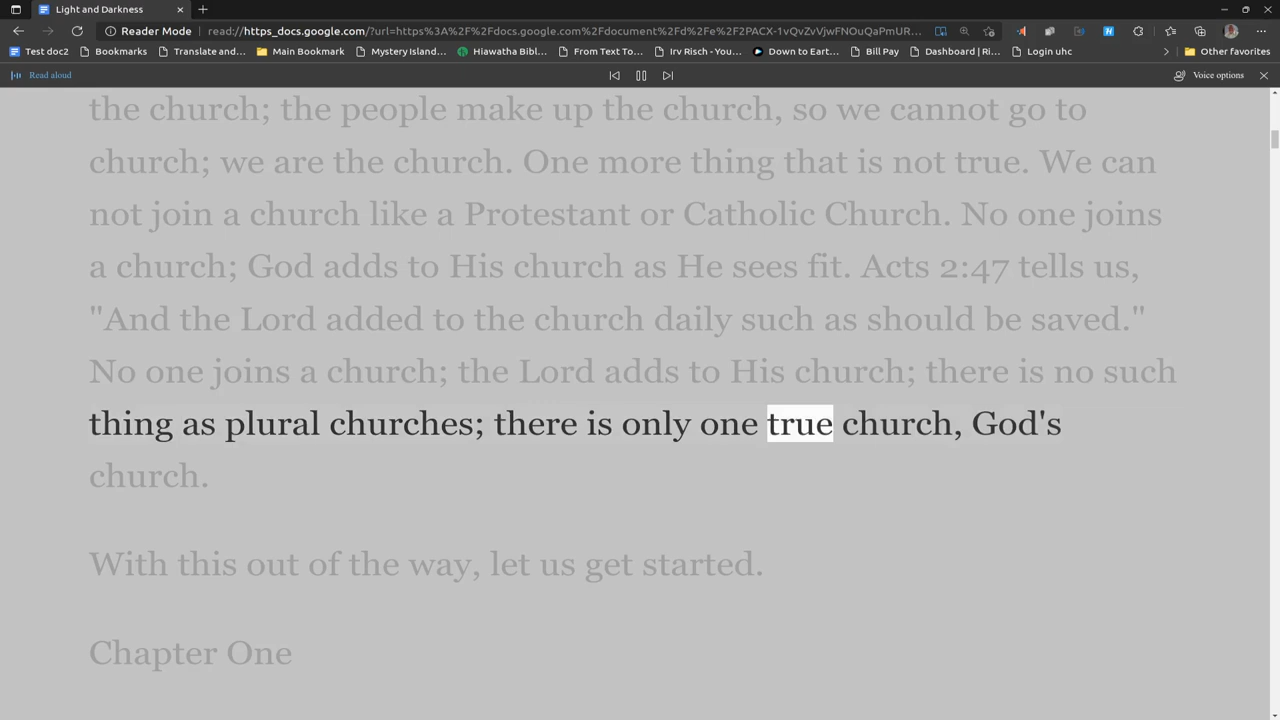 Light and Darkness
Reader Mode
read://https_docs.google.com/?url=https%3A%2F%2Fdocs.google.com%2Fdocument%2Fd%2Fe%2F2PACX-1vQvZvVjwFNOuQaPmUR...
Test doc2 Bookmarks Translate and... Main Bookmark Mystery Island... Hiawatha Bibl... From Text To... Irv Risch - You... Down to Eart... Bill Pay Dashboard | Ri... Login uhc Other favorites
Read aloud Voice options
the church; the people make up the church, so we cannot go to
church; we are the church. One more thing that is not true. We can
not join a church like a Protestant or Catholic Church. No one joins
a church; God adds to His church as He sees fit. Acts 2:47 tells us,
"And the Lord added to the church daily such as should be saved."
No one joins a church; the Lord adds to His church; there is no such
thing as plural churches; there is only one true church, God's
church.
With this out of the way, let us get started.
Chapter One